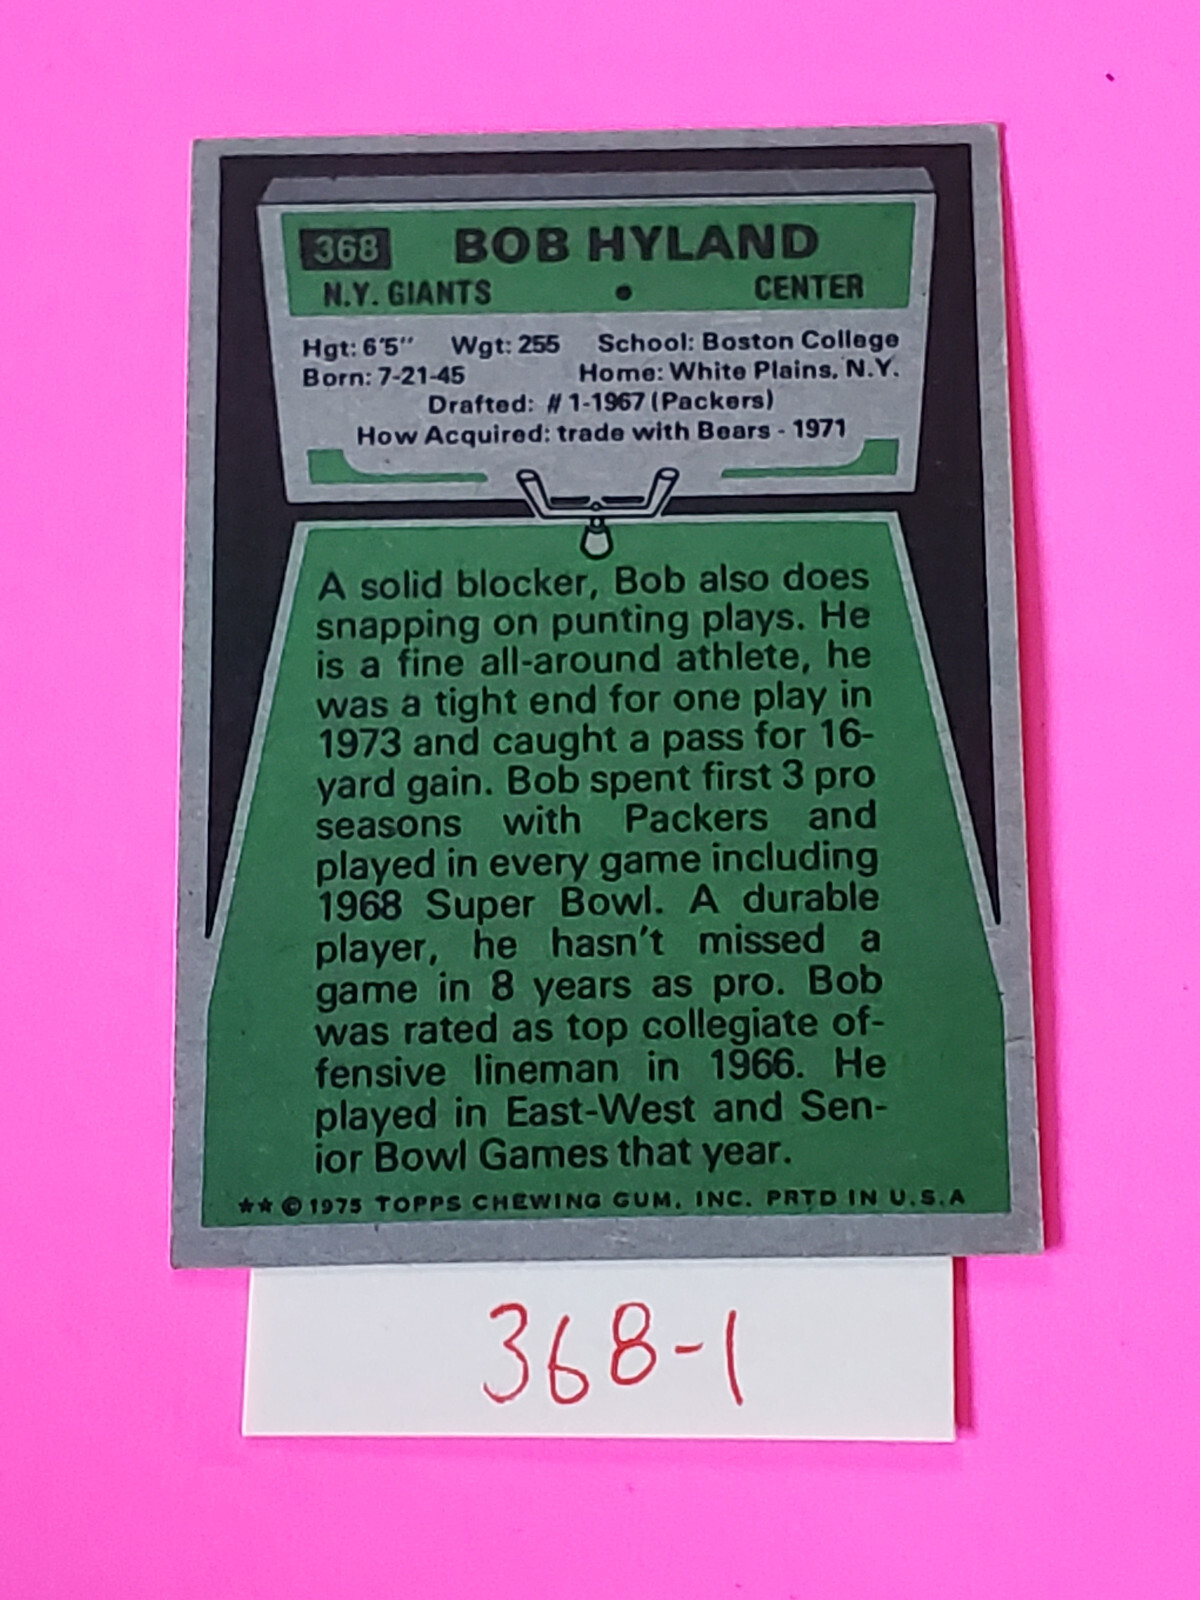 368 BOB HYLAND
N.Y. GIANTS • CENTER
Hgt: 6'5" Wgt: 255 School: Boston College
Born: 7-21-45 Home: White Plains, N.Y.
Drafted: #1-1967 (Packers)
How Acquired: trade with Bears - 1971
A solid blocker, Bob also does
snapping on punting plays. He
is a fine all-around athlete, he
was a tight end for one play in
1973 and caught a pass for 16-
yard gain. Bob spent first 3 pro
seasons with Packers and
played in every game including
1968 Super Bowl. A durable
player, he hasn't missed a
game in 8 years as pro. Bob
was rated as top collegiate of-
fensive lineman in 1966. He
played in East-West and Sen-
ior Bowl Games that year.
★★ © 1975 TOPPS CHEWING GUM, INC. PRTD IN U.S.A
368-1